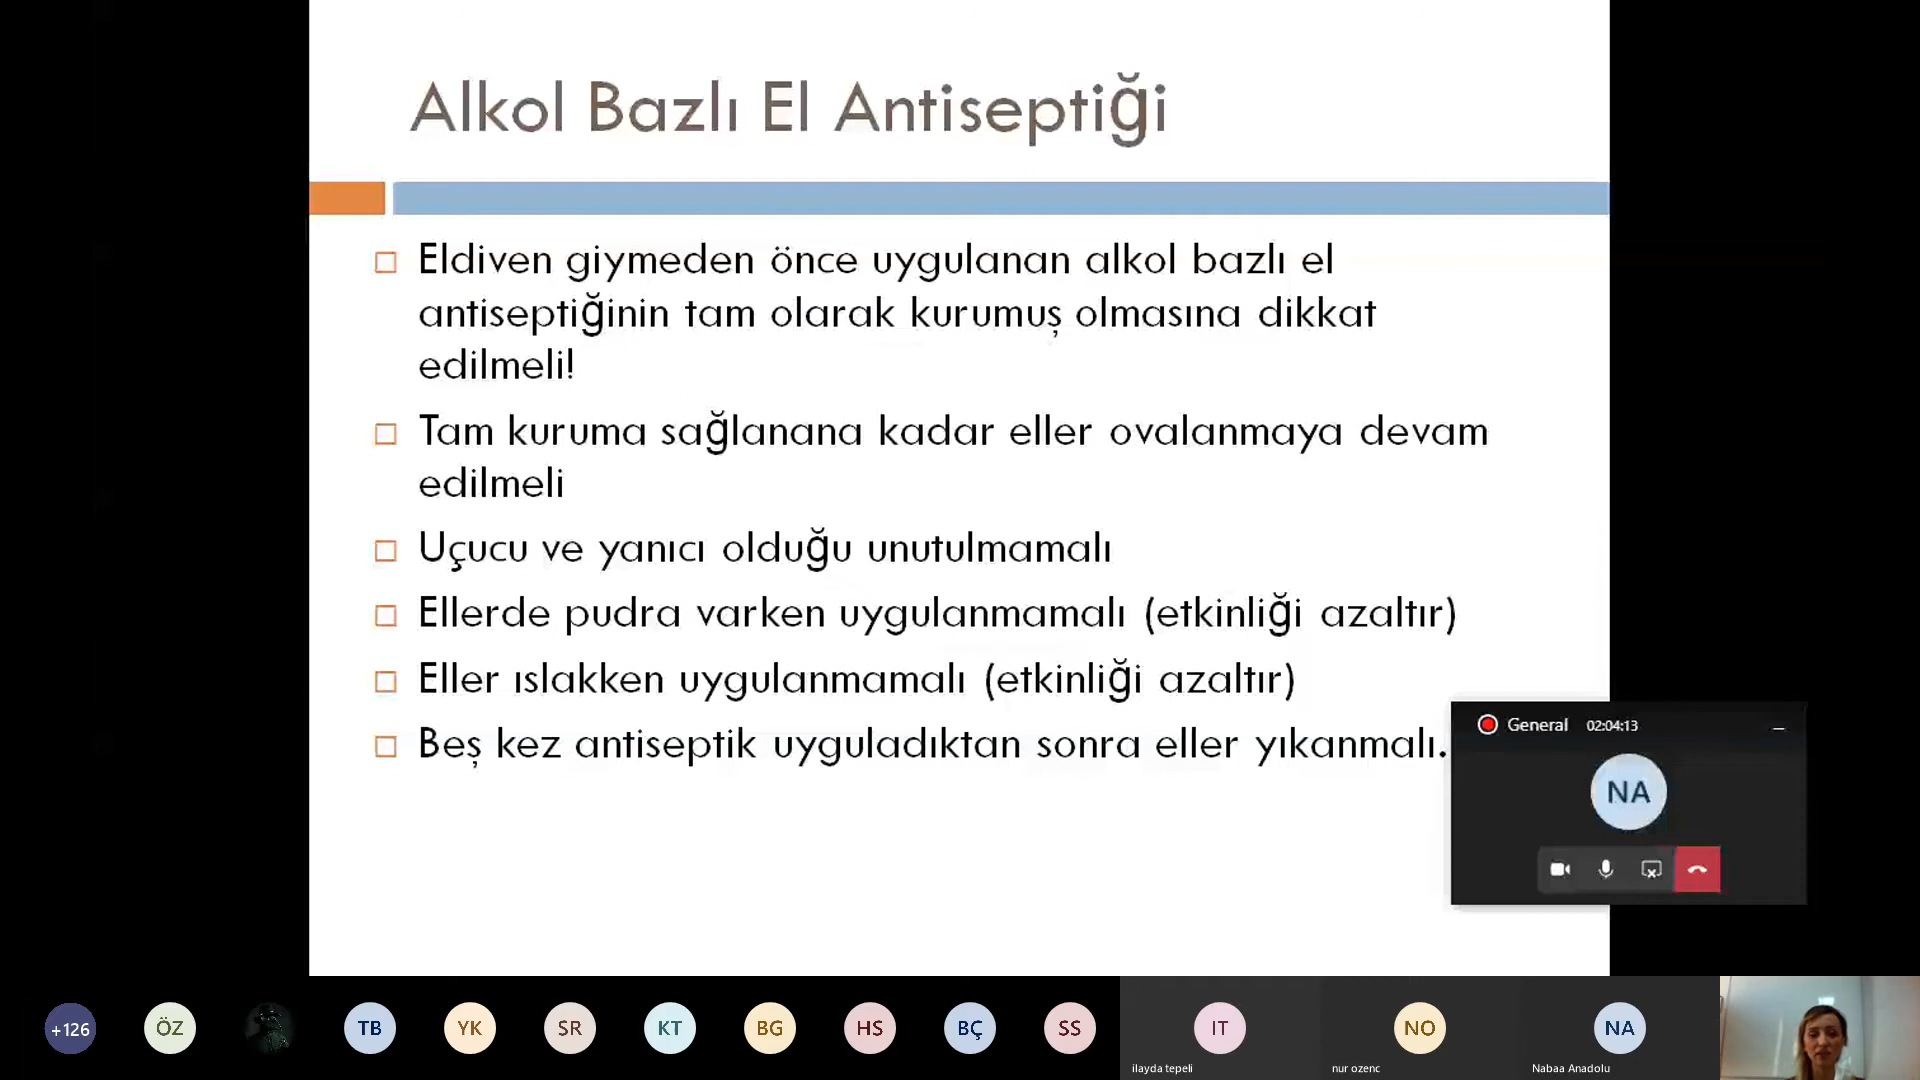 Alkol Bazlı El Antiseptiği
Eldiven giymeden önce uygulanan alkol bazlı el
antiseptiğinin tam olarak kurumuş olmasına dikkat
edilmeli!
Tam kuruma sağlanana kadar eller ovalanmaya devam
edilmeli
Uçucu ve yanıcı olduğu unutulmamalı
Ellerde pudra varken uygulanmamalı (etkinliği azaltır)
Eller ıslakken uygulanmamalı (etkinliği azaltır)
Beş kez antiseptik uyguladıktan sonra eller yıkanmalı.
General 02:04:13
NA
+126 ÖZ TB YK SR KT BG HS BÇ SS IT NO NA
ilayda tepeli nur ozenc Nabaa Anadolu